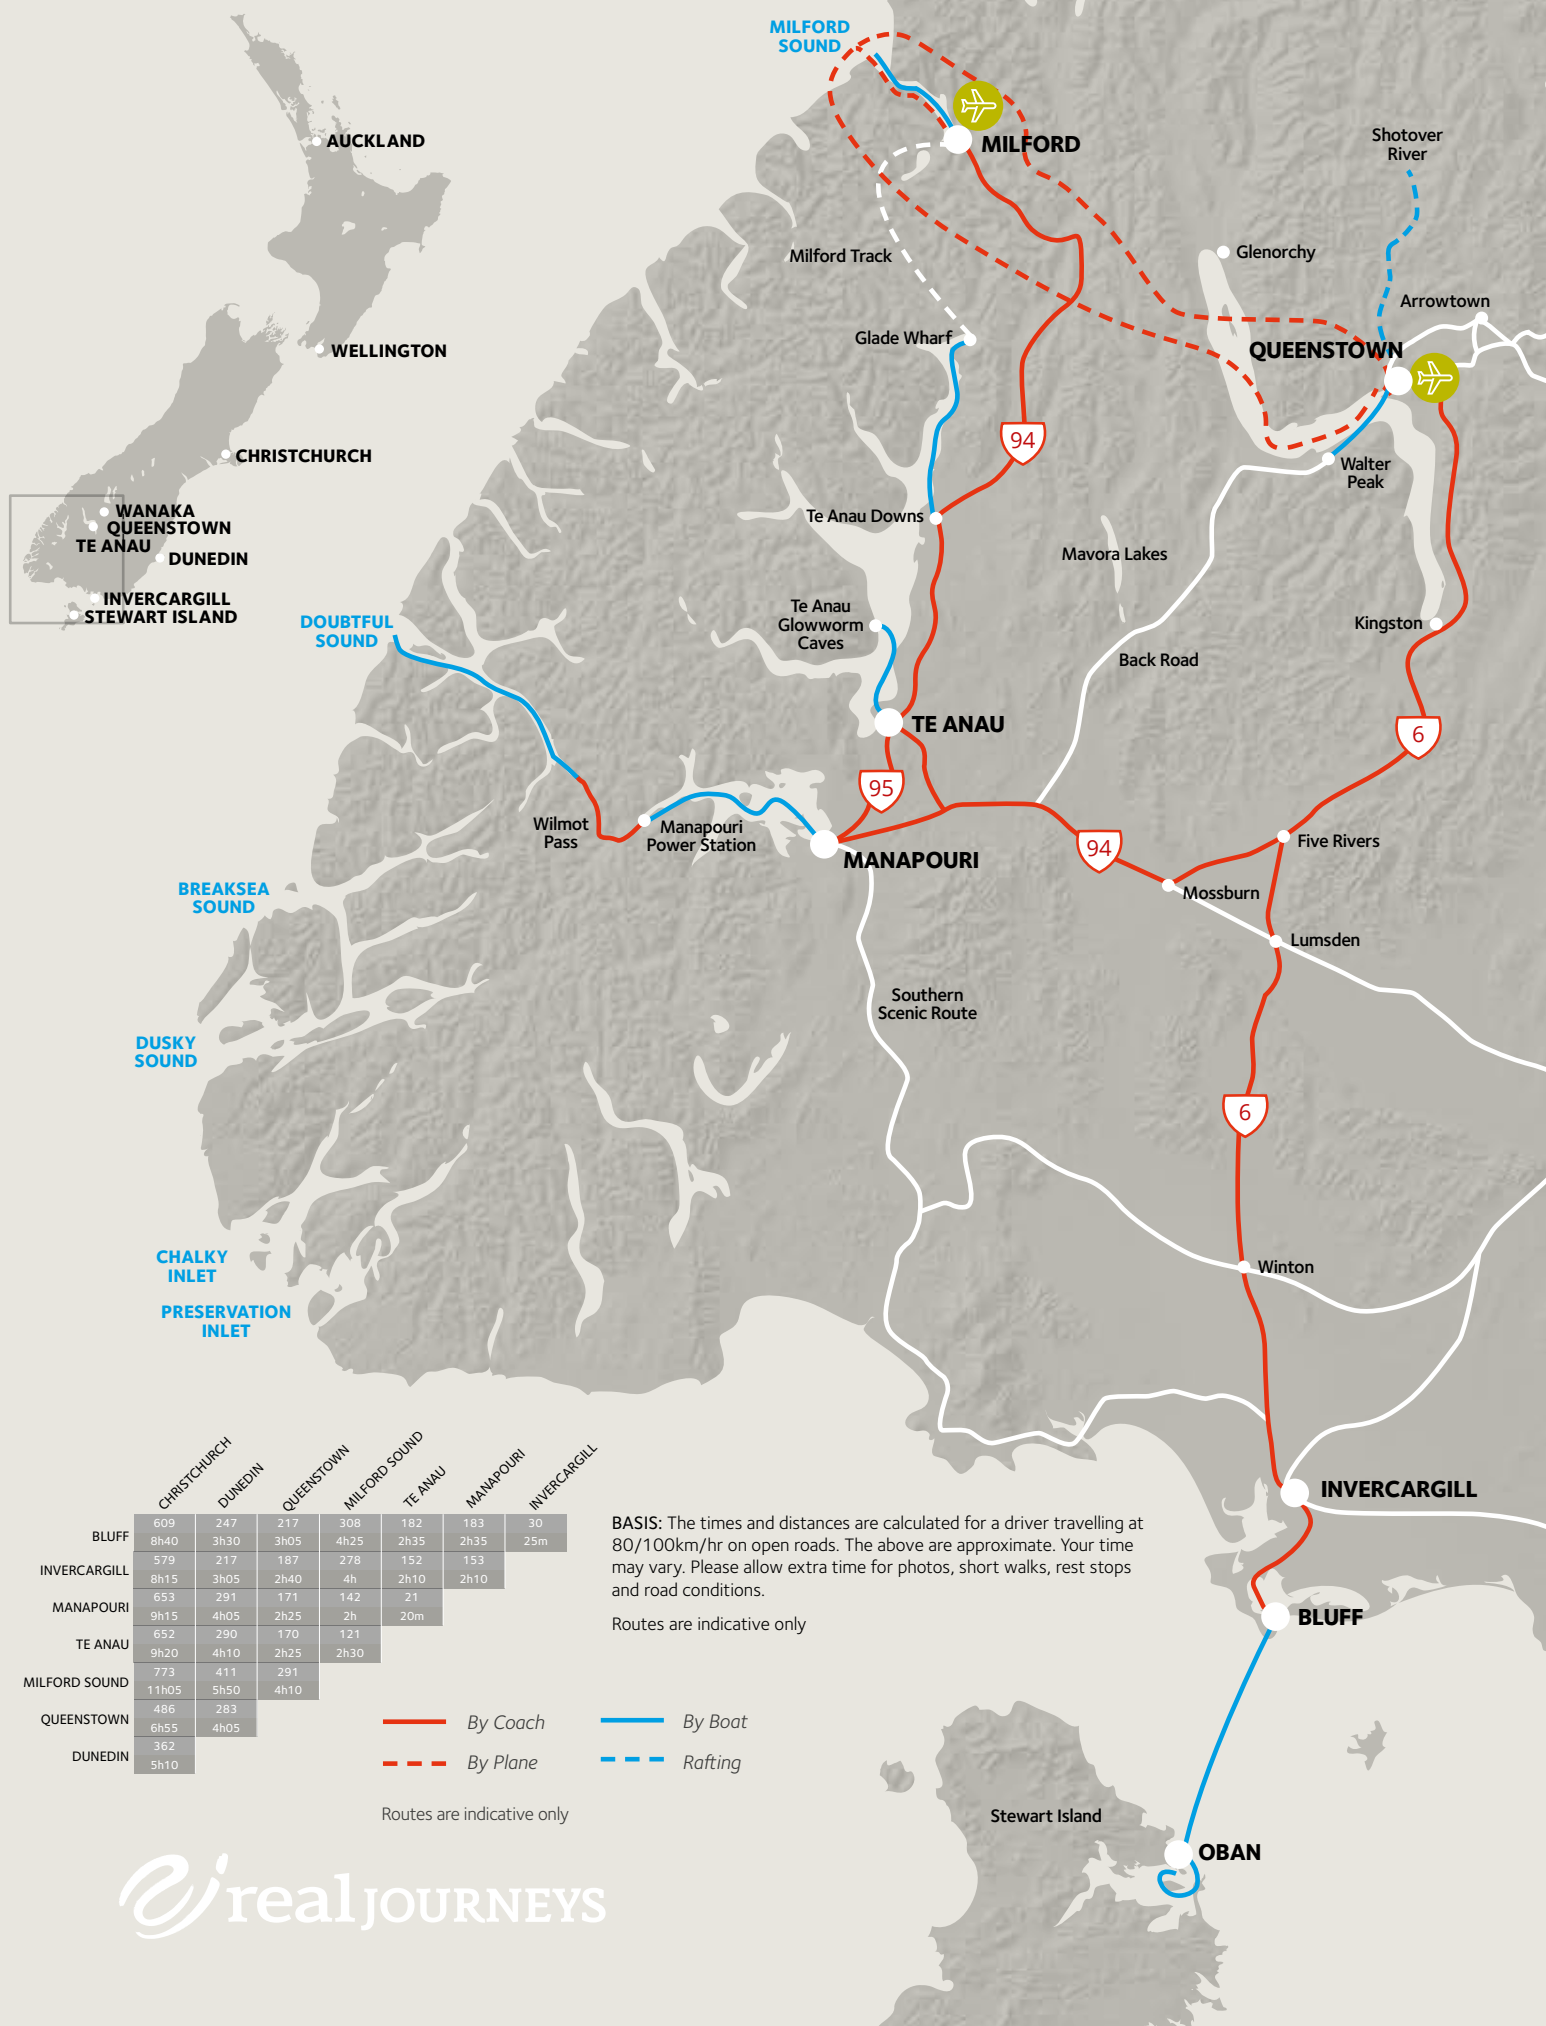 MILFORD
SOUND
AUCKLAND
MILFORD
Shotover
River
Milford Track
Glenorchy
Arrowtown
Glade Wharf
QUEENSTOWN
WELLINGTON
94
CHRISTCHURCH
Walter
Peak
WANAKA
QUEENSTOWN
TE ANAU
DUNEDIN
INVERCARGILL
STEWART ISLAND
Te Anau Downs
Mavora Lakes
DOUBTFUL
SOUND
Te Anau
Glowworm
Caves
Kingston
Back Road
TE ANAU
6
95
Wilmot
Pass
Manapouri
Power Station
MANAPOURI
94
Five Rivers
Mossburn
BREAKSEA
SOUND
Lumsden
Southern
Scenic Route
DUSKY
SOUND
6
CHALKY
INLET
Winton
PRESERVATION
INLET
INVERCARGILL
BLUFF
CHRISTCHURCH DUNEDIN QUEENSTOWN MILFORD SOUND TE ANAU MANAPOURI INVERCARGILL
609 247 217 308 182 183 30
BLUFF
8h40 3h30 3h05 4h25 2h35 2h35 25m
579 217 187 278 152 153
INVERCARGILL
8h15 3h05 2h40 4h 2h10 2h10
653 291 171 142 21
MANAPOURI
9h15 4h05 2h25 2h 20m
652 290 170 121
TE ANAU
9h20 4h10 2h25 2h30
773 411 291
MILFORD SOUND
11h05 5h50 4h10
486 283
QUEENSTOWN
6h55 4h05
362
DUNEDIN
5h10
BASIS: The times and distances are calculated for a driver travelling at
80/100km/hr on open roads. The above are approximate. Your time
may vary. Please allow extra time for photos, short walks, rest stops
and road conditions.
Routes are indicative only
By Coach
By Boat
By Plane
Rafting
Routes are indicative only
Stewart Island
OBAN
real JOURNEYS